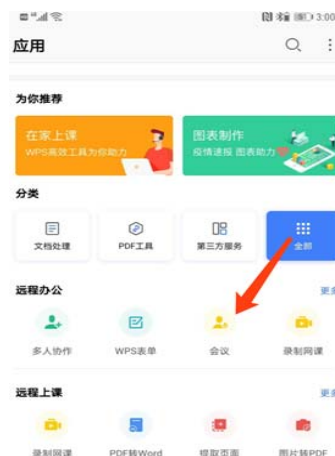 3:00
应用
为你推荐
在家上课
WPS高效工具为你助力
图表制作
疫情速报 图表助力
分类
文档处理
PDF工具
第三方服务
全部
远程办公
更多
多人协作
WPS表单
会议
录制网课
远程上课
更多
录制网课
PDF转Word
提取页面
图片转PDF